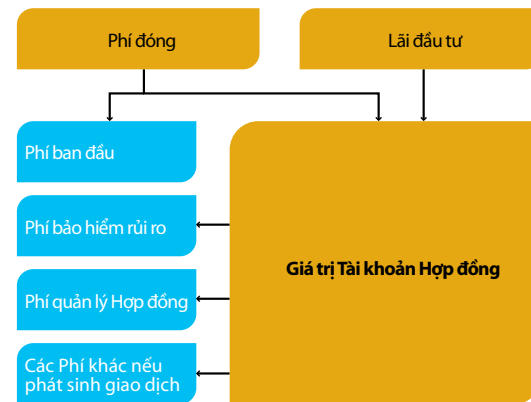 Phí đóng
Lãi đầu tư
Phí ban đầu
Phí bảo hiểm rủi ro
Giá trị Tài khoản Hợp đồng
Phí quản lý Hợp đồng
Các Phí khác nếu
phát sinh giao dịch